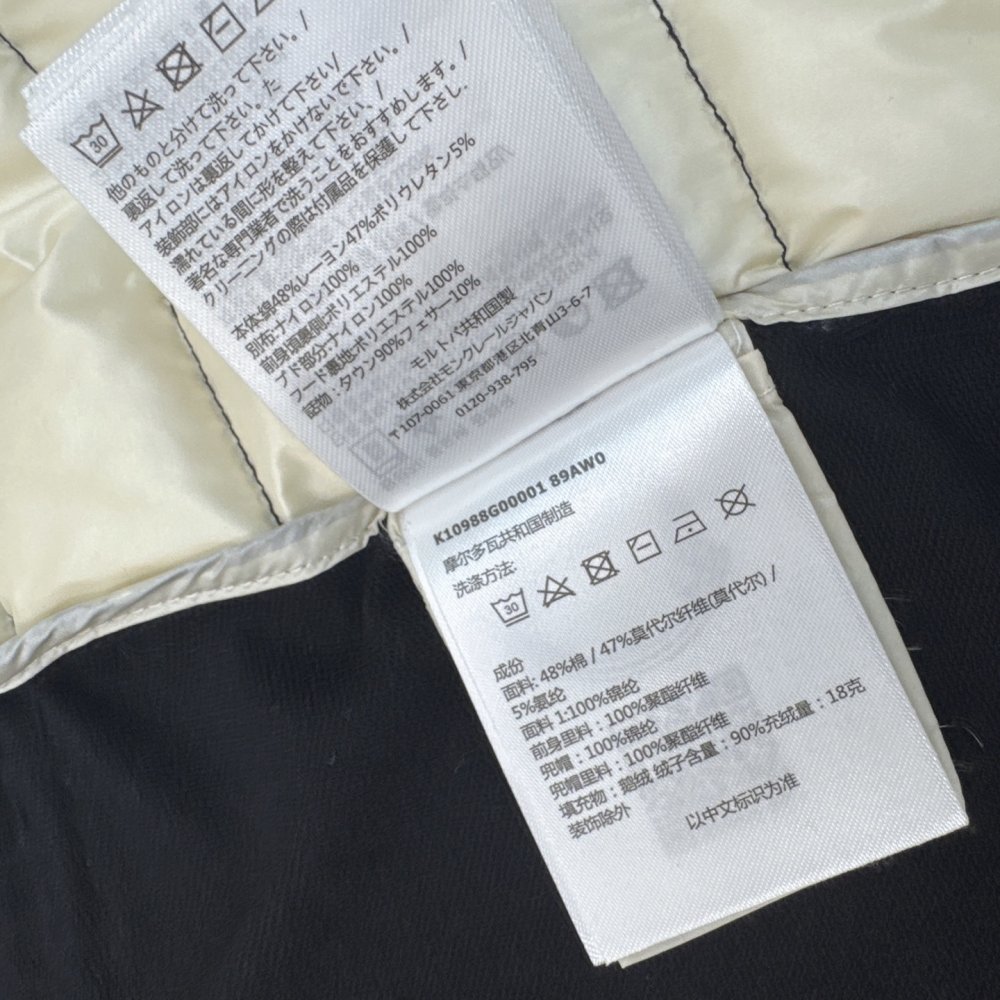 30
他のものと分けて洗って下さい。/
裏返して洗って下さい。た
アイロンは裏返してかけて下さい/
装飾部にはアイロンをかけないで下さい。/
濡れている間に形を整えて下さい、/
著名な専門業者で洗うことをおすすめします。/
クリーニングの際は付属品を保護して下さし.
本体:綿48%レーヨン47%ポリウレタン5%
別布:ナイロン100%
前身頃裏側:ポリエステル100%
ブド部分:ナイロン100%
フード裏地:ポリエステル100%
詰物:タウン90%フェザー10%
モルトバ共和国製
株式会社モンクレールジャパン
〒107-0061 東京都港区北青山3-6-7
0120-938-795
K10988G00001 89AW0
摩尔多瓦共和国制造
洗涤方法:
30
成份
面料: 48%棉 / 47%莫代尔纤维(莫代尔) /
5%氨纶
面料 1:100%锦纶
前身里料：100%聚酯纤维
兜帽：100%锦纶
兜帽里料：100%聚酯纤维
填充物：鹅绒 绒子含量：90%充绒量：18克
装饰除外
以中文标识为准